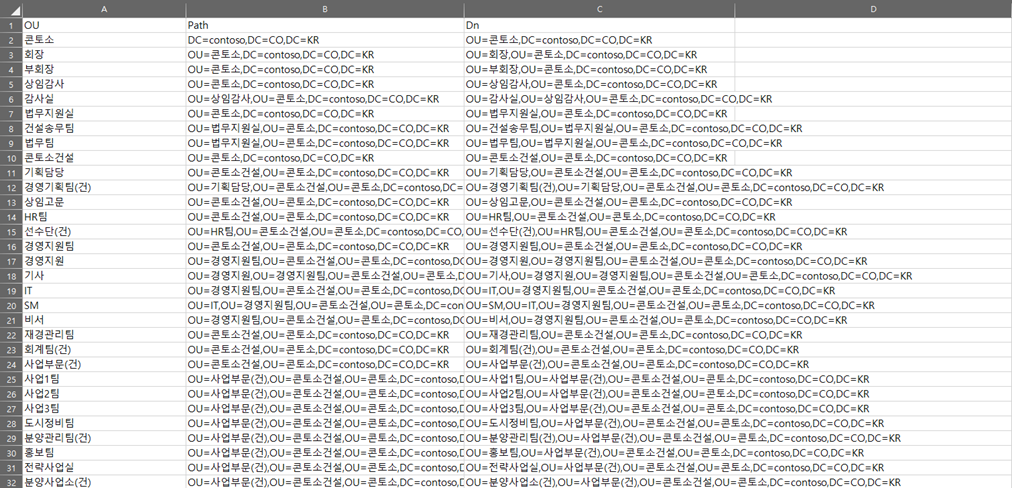 A B C D
1 OU Path Dn
2 콘토소 DC=contoso,DC=CO,DC=KR OU=콘토소,DC=contoso,DC=CO,DC=KR
3 회장 OU=콘토소,DC=contoso,DC=CO,DC=KR OU=회장,OU=콘토소,DC=contoso,DC=CO,DC=KR
4 부회장 OU=콘토소,DC=contoso,DC=CO,DC=KR OU=부회장,OU=콘토소,DC=contoso,DC=CO,DC=KR
5 상임감사 OU=콘토소,DC=contoso,DC=CO,DC=KR OU=상임감사,OU=콘토소,DC=contoso,DC=CO,DC=KR
6 감사실 OU=상임감사,OU=콘토소,DC=contoso,DC=CO,DC=KR OU=감사실,OU=상임감사,OU=콘토소,DC=contoso,DC=CO,DC=KR
7 법무지원실 OU=콘토소,DC=contoso,DC=CO,DC=KR OU=법무지원실,OU=콘토소,DC=contoso,DC=CO,DC=KR
8 건설송무팀 OU=법무지원실,OU=콘토소,DC=contoso,DC=CO,DC=KR OU=건설송무팀,OU=법무지원실,OU=콘토소,DC=contoso,DC=CO,DC=KR
9 법무팀 OU=법무지원실,OU=콘토소,DC=contoso,DC=CO,DC=KR OU=법무팀,OU=법무지원실,OU=콘토소,DC=contoso,DC=CO,DC=KR
10 콘토소건설 OU=콘토소,DC=contoso,DC=CO,DC=KR OU=콘토소건설,OU=콘토소,DC=contoso,DC=CO,DC=KR
11 기획담당 OU=콘토소건설,OU=콘토소,DC=contoso,DC=CO,DC=KR OU=기획담당,OU=콘토소건설,OU=콘토소,DC=contoso,DC=CO,DC=KR
12 경영기획팀(건) OU=기획담당,OU=콘토소건설,OU=콘토소,DC=contoso, OU=경영기획팀(건),OU=기획담당,OU=콘토소건설,OU=콘토소,DC=contoso,DC=CO,DC=KR
13 상임고문 OU=콘토소건설,OU=콘토소,DC=contoso,DC=CO,DC=KR OU=상임고문,OU=콘토소건설,OU=콘토소,DC=contoso,DC=CO,DC=KR
14 HR팀 OU=콘토소건설,OU=콘토소,DC=contoso,DC=CO,DC=KR OU=HR팀,OU=콘토소건설,OU=콘토소,DC=contoso,DC=CO,DC=KR
15 선수단(건) OU=HR팀,OU=콘토소건설,OU=콘토소,DC=contoso,DC=CO, OU=선수단(건),OU=HR팀,OU=콘토소건설,OU=콘토소,DC=contoso,DC=CO,DC=KR
16 경영지원팀 OU=콘토소건설,OU=콘토소,DC=contoso,DC=CO,DC=KR OU=경영지원팀,OU=콘토소건설,OU=콘토소,DC=contoso,DC=CO,DC=KR
17 경영지원 OU=경영지원팀,OU=콘토소건설,OU=콘토소,DC=contoso,DC OU=경영지원,OU=경영지원팀,OU=콘토소건설,OU=콘토소,DC=contoso,DC=CO,DC=KR
18 기사 OU=경영지원,OU=경영지원팀,OU=콘토소건설,OU=콘토소,D OU=기사,OU=경영지원,OU=경영지원팀,OU=콘토소건설,OU=콘토소,DC=contoso,DC=CO,DC=KR
19 IT OU=경영지원팀,OU=콘토소건설,OU=콘토소,DC=contoso,DC OU=IT,OU=경영지원팀,OU=콘토소건설,OU=콘토소,DC=contoso,DC=CO,DC=KR
20 SM OU=IT,OU=경영지원팀,OU=콘토소건설,OU=콘토소,DC=con OU=SM,OU=IT,OU=경영지원팀,OU=콘토소건설,OU=콘토소,DC=contoso,DC=CO,DC=KR
21 비서 OU=경영지원팀,OU=콘토소건설,OU=콘토소,DC=contoso,DC OU=비서,OU=경영지원팀,OU=콘토소건설,OU=콘토소,DC=contoso,DC=CO,DC=KR
22 재경관리팀 OU=콘토소건설,OU=콘토소,DC=contoso,DC=CO,DC=KR OU=재경관리팀,OU=콘토소건설,OU=콘토소,DC=contoso,DC=CO,DC=KR
23 회계팀(건) OU=콘토소건설,OU=콘토소,DC=contoso,DC=CO,DC=KR OU=회계팀(건),OU=콘토소건설,OU=콘토소,DC=contoso,DC=CO,DC=KR
24 사업부문(건) OU=콘토소건설,OU=콘토소,DC=contoso,DC=CO,DC=KR OU=사업부문(건),OU=콘토소건설,OU=콘토소,DC=contoso,DC=CO,DC=KR
25 사업1팀 OU=사업부문(건),OU=콘토소건설,OU=콘토소,DC=contoso,D OU=사업1팀,OU=사업부문(건),OU=콘토소건설,OU=콘토소,DC=contoso,DC=CO,DC=KR
26 사업2팀 OU=사업부문(건),OU=콘토소건설,OU=콘토소,DC=contoso,D OU=사업2팀,OU=사업부문(건),OU=콘토소건설,OU=콘토소,DC=contoso,DC=CO,DC=KR
27 사업3팀 OU=사업부문(건),OU=콘토소건설,OU=콘토소,DC=contoso,D OU=사업3팀,OU=사업부문(건),OU=콘토소건설,OU=콘토소,DC=contoso,DC=CO,DC=KR
28 도시정비팀 OU=사업부문(건),OU=콘토소건설,OU=콘토소,DC=contoso,D OU=도시정비팀,OU=사업부문(건),OU=콘토소건설,OU=콘토소,DC=contoso,DC=CO,DC=KR
29 분양관리팀(건) OU=사업부문(건),OU=콘토소건설,OU=콘토소,DC=contoso,D OU=분양관리팀(건),OU=사업부문(건),OU=콘토소건설,OU=콘토소,DC=contoso,DC=CO,DC=KR
30 홍보팀 OU=사업부문(건),OU=콘토소건설,OU=콘토소,DC=contoso,D OU=홍보팀,OU=사업부문(건),OU=콘토소건설,OU=콘토소,DC=contoso,DC=CO,DC=KR
31 전략사업실 OU=사업부문(건),OU=콘토소건설,OU=콘토소,DC=contoso,D OU=전략사업실,OU=사업부문(건),OU=콘토소건설,OU=콘토소,DC=contoso,DC=CO,DC=KR
32 분양사업소(건) OU=사업부문(건),OU=콘토소건설,OU=콘토소,DC=contoso,D OU=분양사업소(건),OU=사업부문(건),OU=콘토소건설,OU=콘토소,DC=contoso,DC=CO,DC=KR